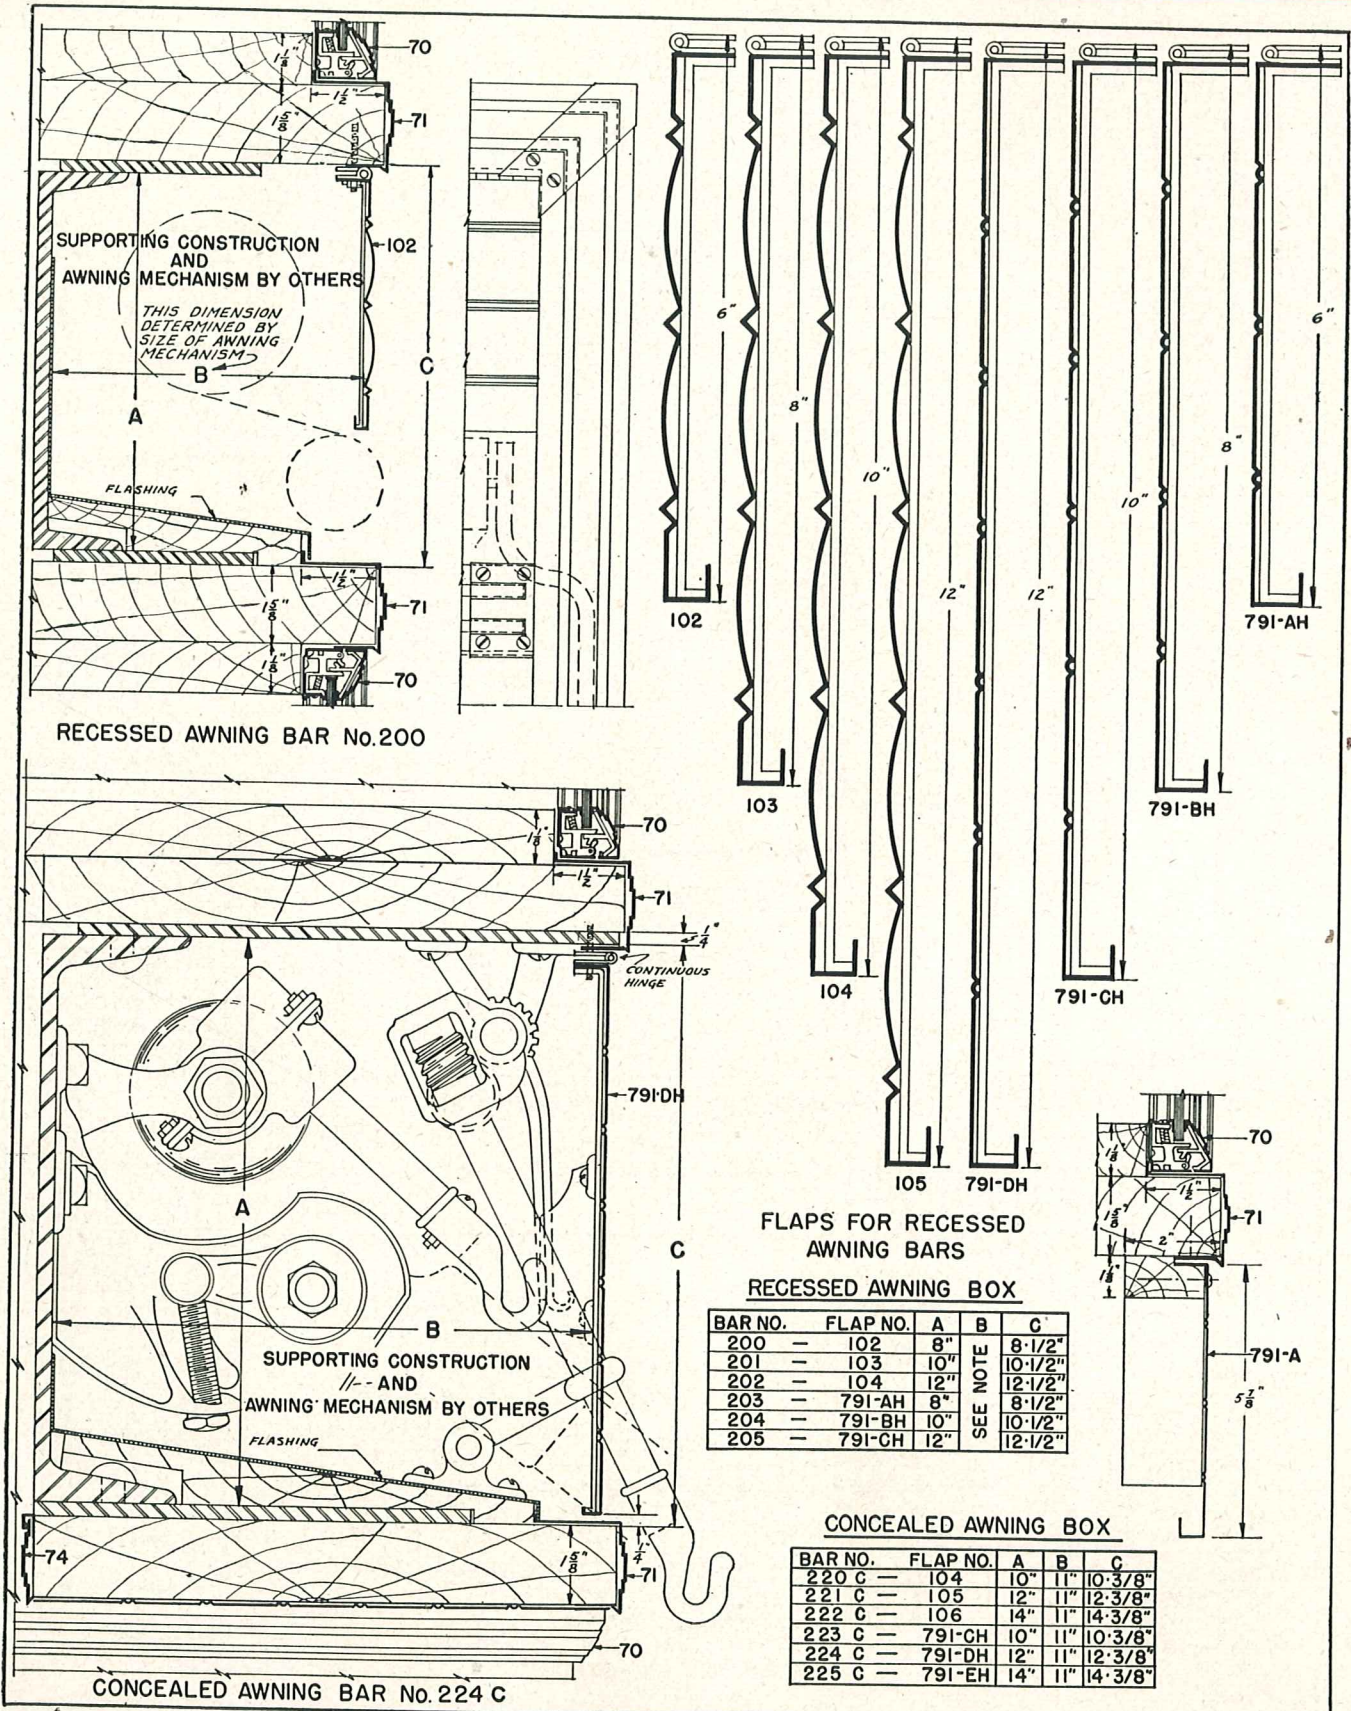 70
1 1/8"
1 1/2"
1 5/8"
71
102
SUPPORTING CONSTRUCTION
AND
AWNING MECHANISM BY OTHERS
THIS DIMENSION
DETERMINED BY
SIZE OF AWNING
MECHANISM
B
C
A
FLASHING
1 1/2"
1 5/8"
71
1 1/8"
70
RECESSED AWNING BAR No. 200
6"
8"
10"
12"
12"
10"
8"
6"
102
103
104
105
791-DH
791-CH
791-BH
791-AH
70
1 1/8"
1 1/2"
71
1/4"
CONTINUOUS
HINGE
791-DH
A
C
B
SUPPORTING CONSTRUCTION
AND
AWNING MECHANISM BY OTHERS
FLASHING
74
1 5/8"
1/4"
71
70
CONCEALED AWNING BAR No. 224 C
FLAPS FOR RECESSED
AWNING BARS
70
1 1/8"
1 1/2"
1 5/8"
71
2"
1 1/8"
791-A
5 7/8"
RECESSED AWNING BOX
BAR NO. FLAP NO. A B C
200 — 102 8" 8-1/2"
201 — 103 10" 10-1/2"
202 — 104 12" 12-1/2"
203 — 791-AH 8" 8-1/2"
204 — 791-BH 10" 10-1/2"
205 — 791-CH 12" 12-1/2"
SEE NOTE
CONCEALED AWNING BOX
BAR NO. FLAP NO. A B C
220 C — 104 10" 11" 10-3/8"
221 C — 105 12" 11" 12-3/8"
222 C — 106 14" 11" 14-3/8"
223 C — 791-CH 10" 11" 10-3/8"
224 C — 791-DH 12" 11" 12-3/8"
225 C — 791-EH 14" 11" 14-3/8"